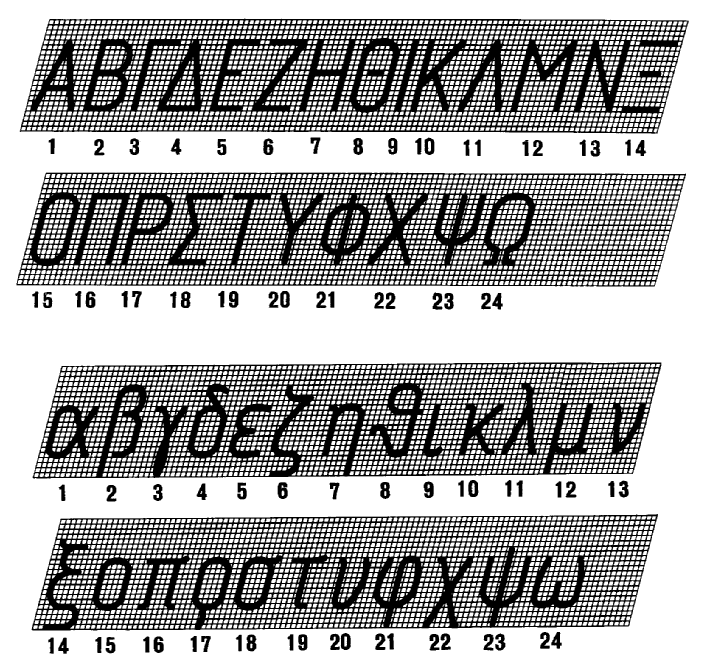 ΑΒΓΔΕΖΗΘΙΚΛΜΝΞ
1 2 3 4 5 6 7 8 9 10 11 12 13 14
ΟΠΡΣΤΥΦΧΨΩ
15 16 17 18 19 20 21 22 23 24
αβγδεζηϑικλμν
1 2 3 4 5 6 7 8 9 10 11 12 13
ξοπρστυφχψω
14 15 16 17 18 19 20 21 22 23 24